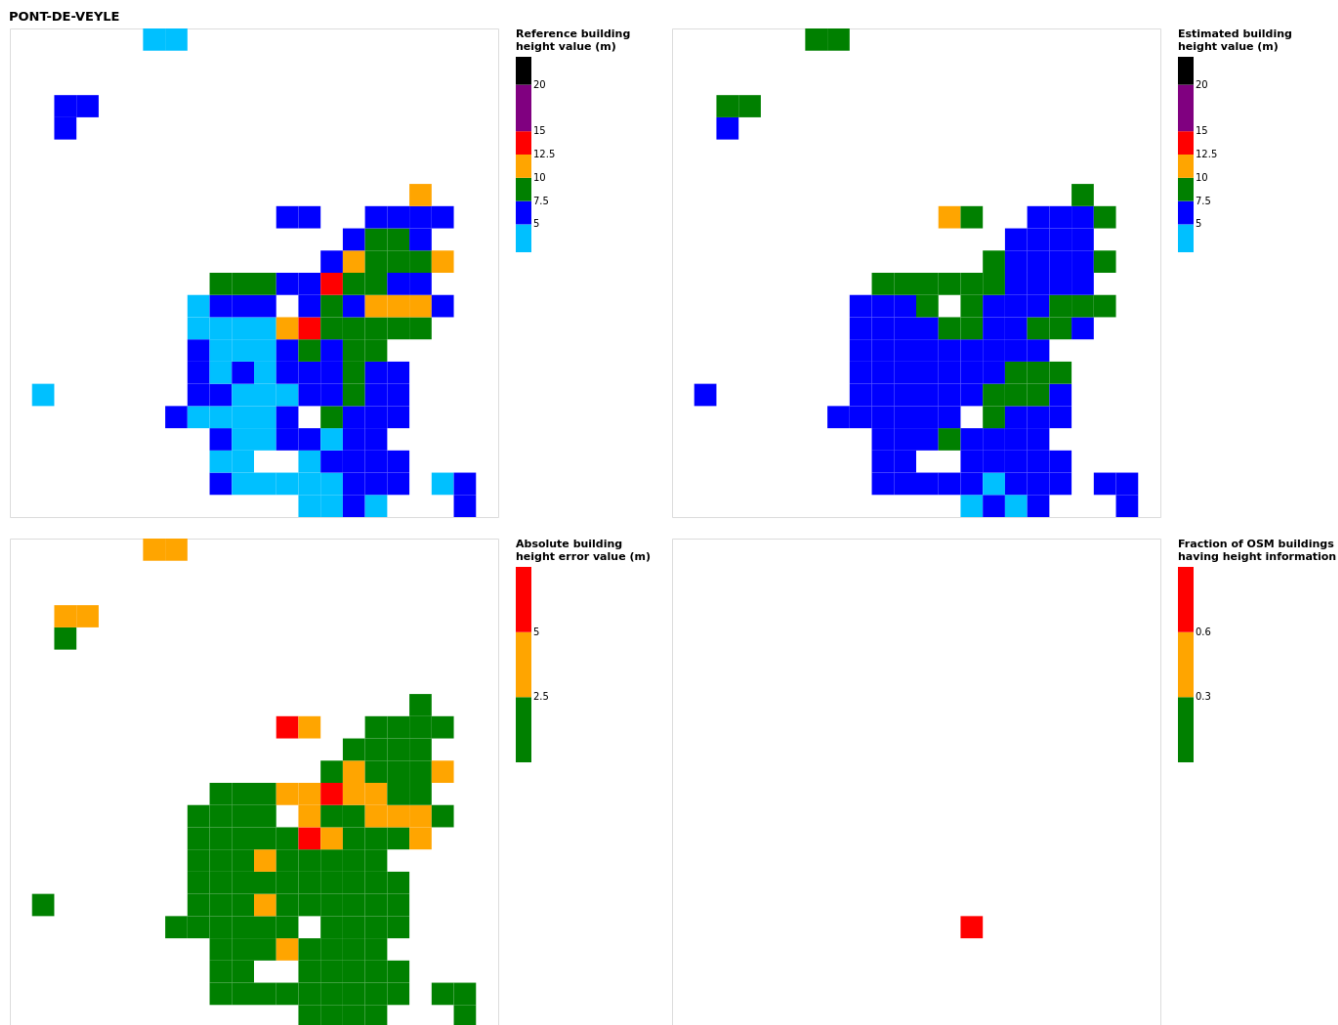 PONT-DE-VEYLE
Reference building
height value (m)
20
15
12.5
10
7.5
5
Estimated building
height value (m)
20
15
12.5
10
7.5
5
Absolute building
height error value (m)
5
2.5
Fraction of OSM buildings
having height information
0.6
0.3